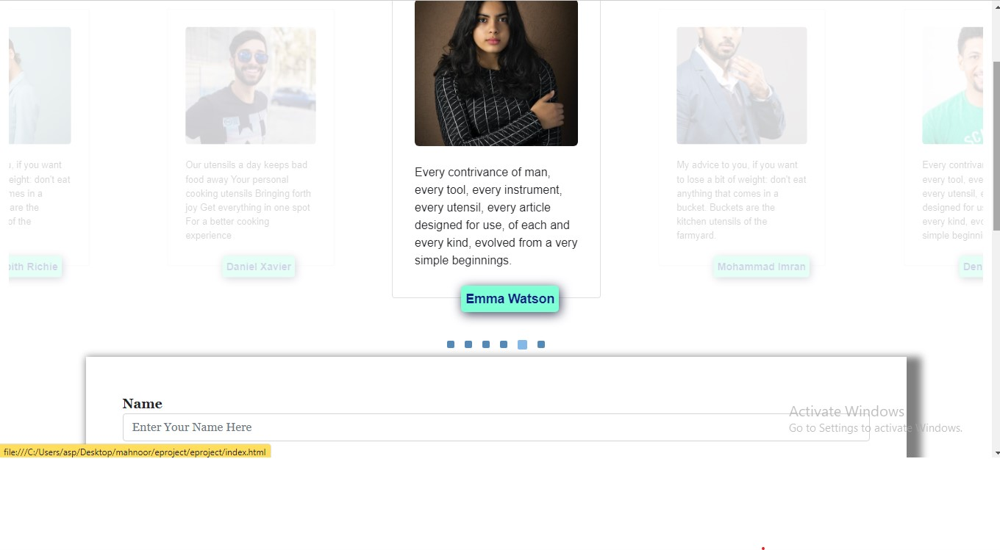 u, if you want
eight: don't eat
mes in a
are the
of the
oith Richie
Our utensils a day keeps bad
food away Your personal
cooking utensils Bringing forth
joy Get everything in one spot
For a better cooking
experience
Daniel Xavier
Every contrivance of man,
every tool, every instrument,
every utensil, every article
designed for use, of each and
every kind, evolved from a very
simple beginnings.
Emma Watson
My advice to you, if you want
to lose a bit of weight: don't eat
anything that comes in a
bucket. Buckets are the
kitchen utensils of the
farmyard.
Mohammad Imran
Every contrivan
every tool, eve
every utensil, e
designed for us
every kind, evo
simple beginni
Den
Name
Enter Your Name Here
Activate Windows
Go to Settings to activate Windows.
file:///C:/Users/asp/Desktop/mahnoor/eproject/eproject/index.html